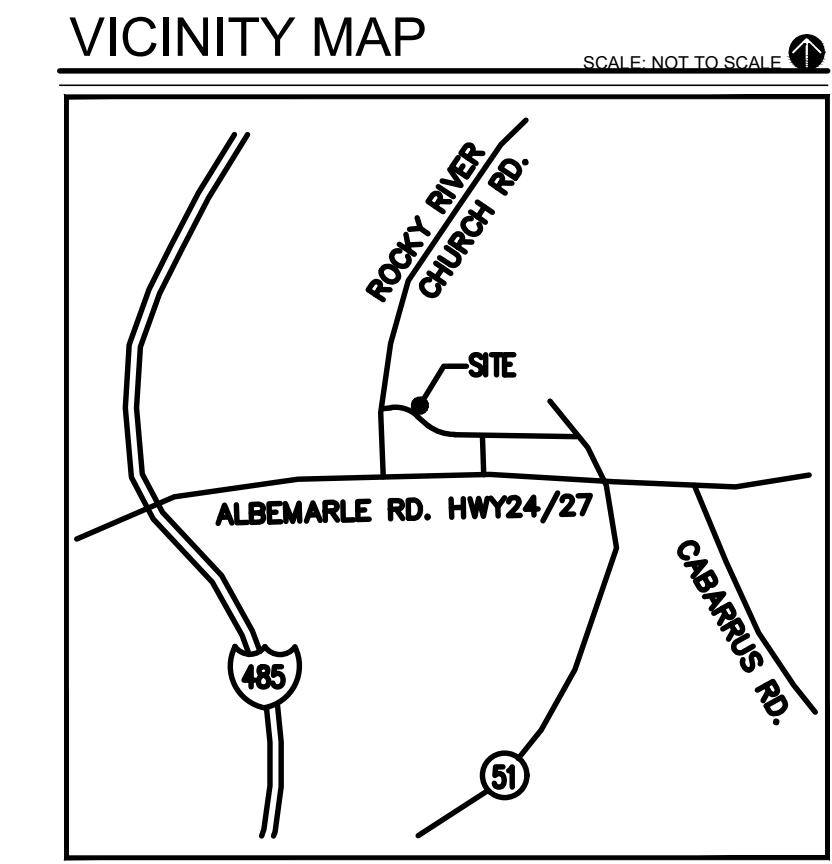 VICINITY MAP
SCALE: NOT TO SCALE
ROCKY RIVER
CHURCH RD.
SITE
ALBEMARLE RD. HWY24/27
CABARRUS RD.
485
51